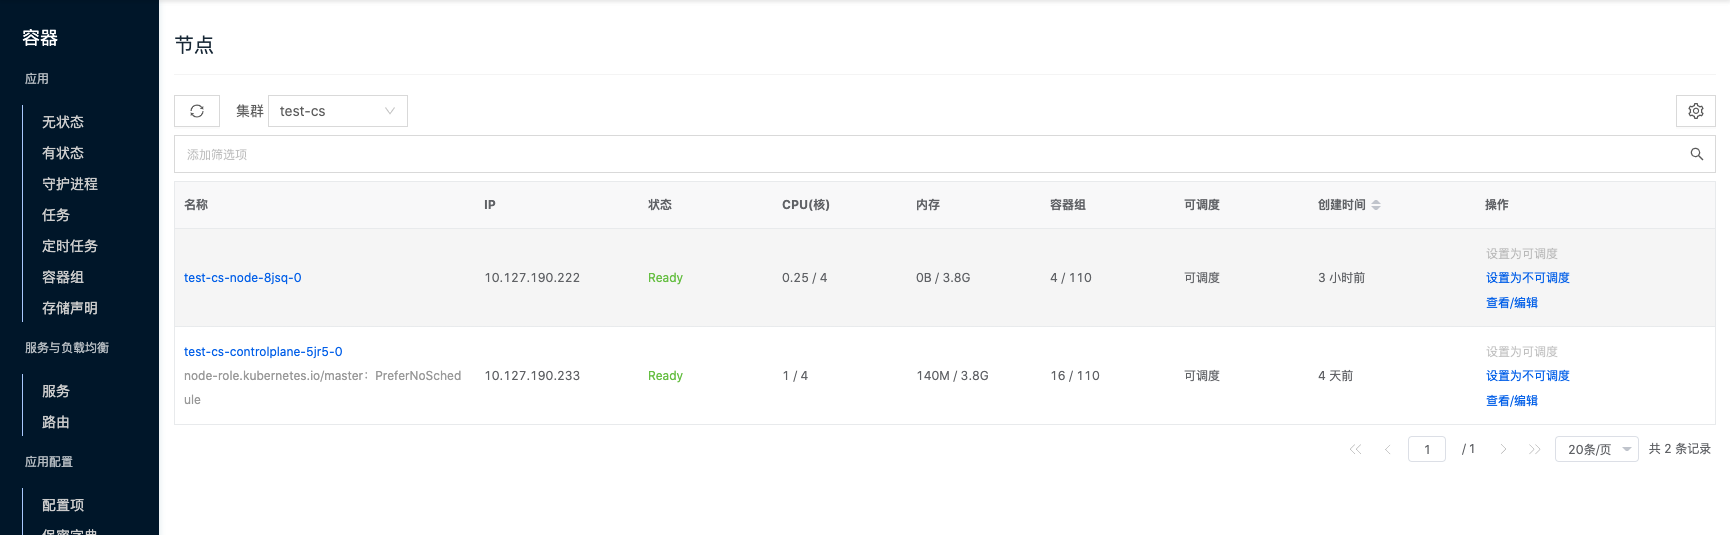 容器
应用
无状态
有状态
守护进程
任务
定时任务
容器组
存储声明
服务与负载均衡
服务
路由
应用配置
配置项
保密字典
节点
集群 test-cs
添加筛选项
名称 IP 状态 CPU(核) 内存 容器组 可调度 创建时间 操作
test-cs-node-8jsq-0 10.127.190.222 Ready 0.25 / 4 0B / 3.8G 4 / 110 可调度 3 小时前
设置为可调度
设置为不可调度
查看/编辑
test-cs-controlplane-5jr5-0
node-role.kubernetes.io/master：PreferNoSched
ule
10.127.190.233 Ready 1 / 4 140M / 3.8G 16 / 110 可调度 4 天前
设置为可调度
设置为不可调度
查看/编辑
1 / 1 20条/页 共 2 条记录